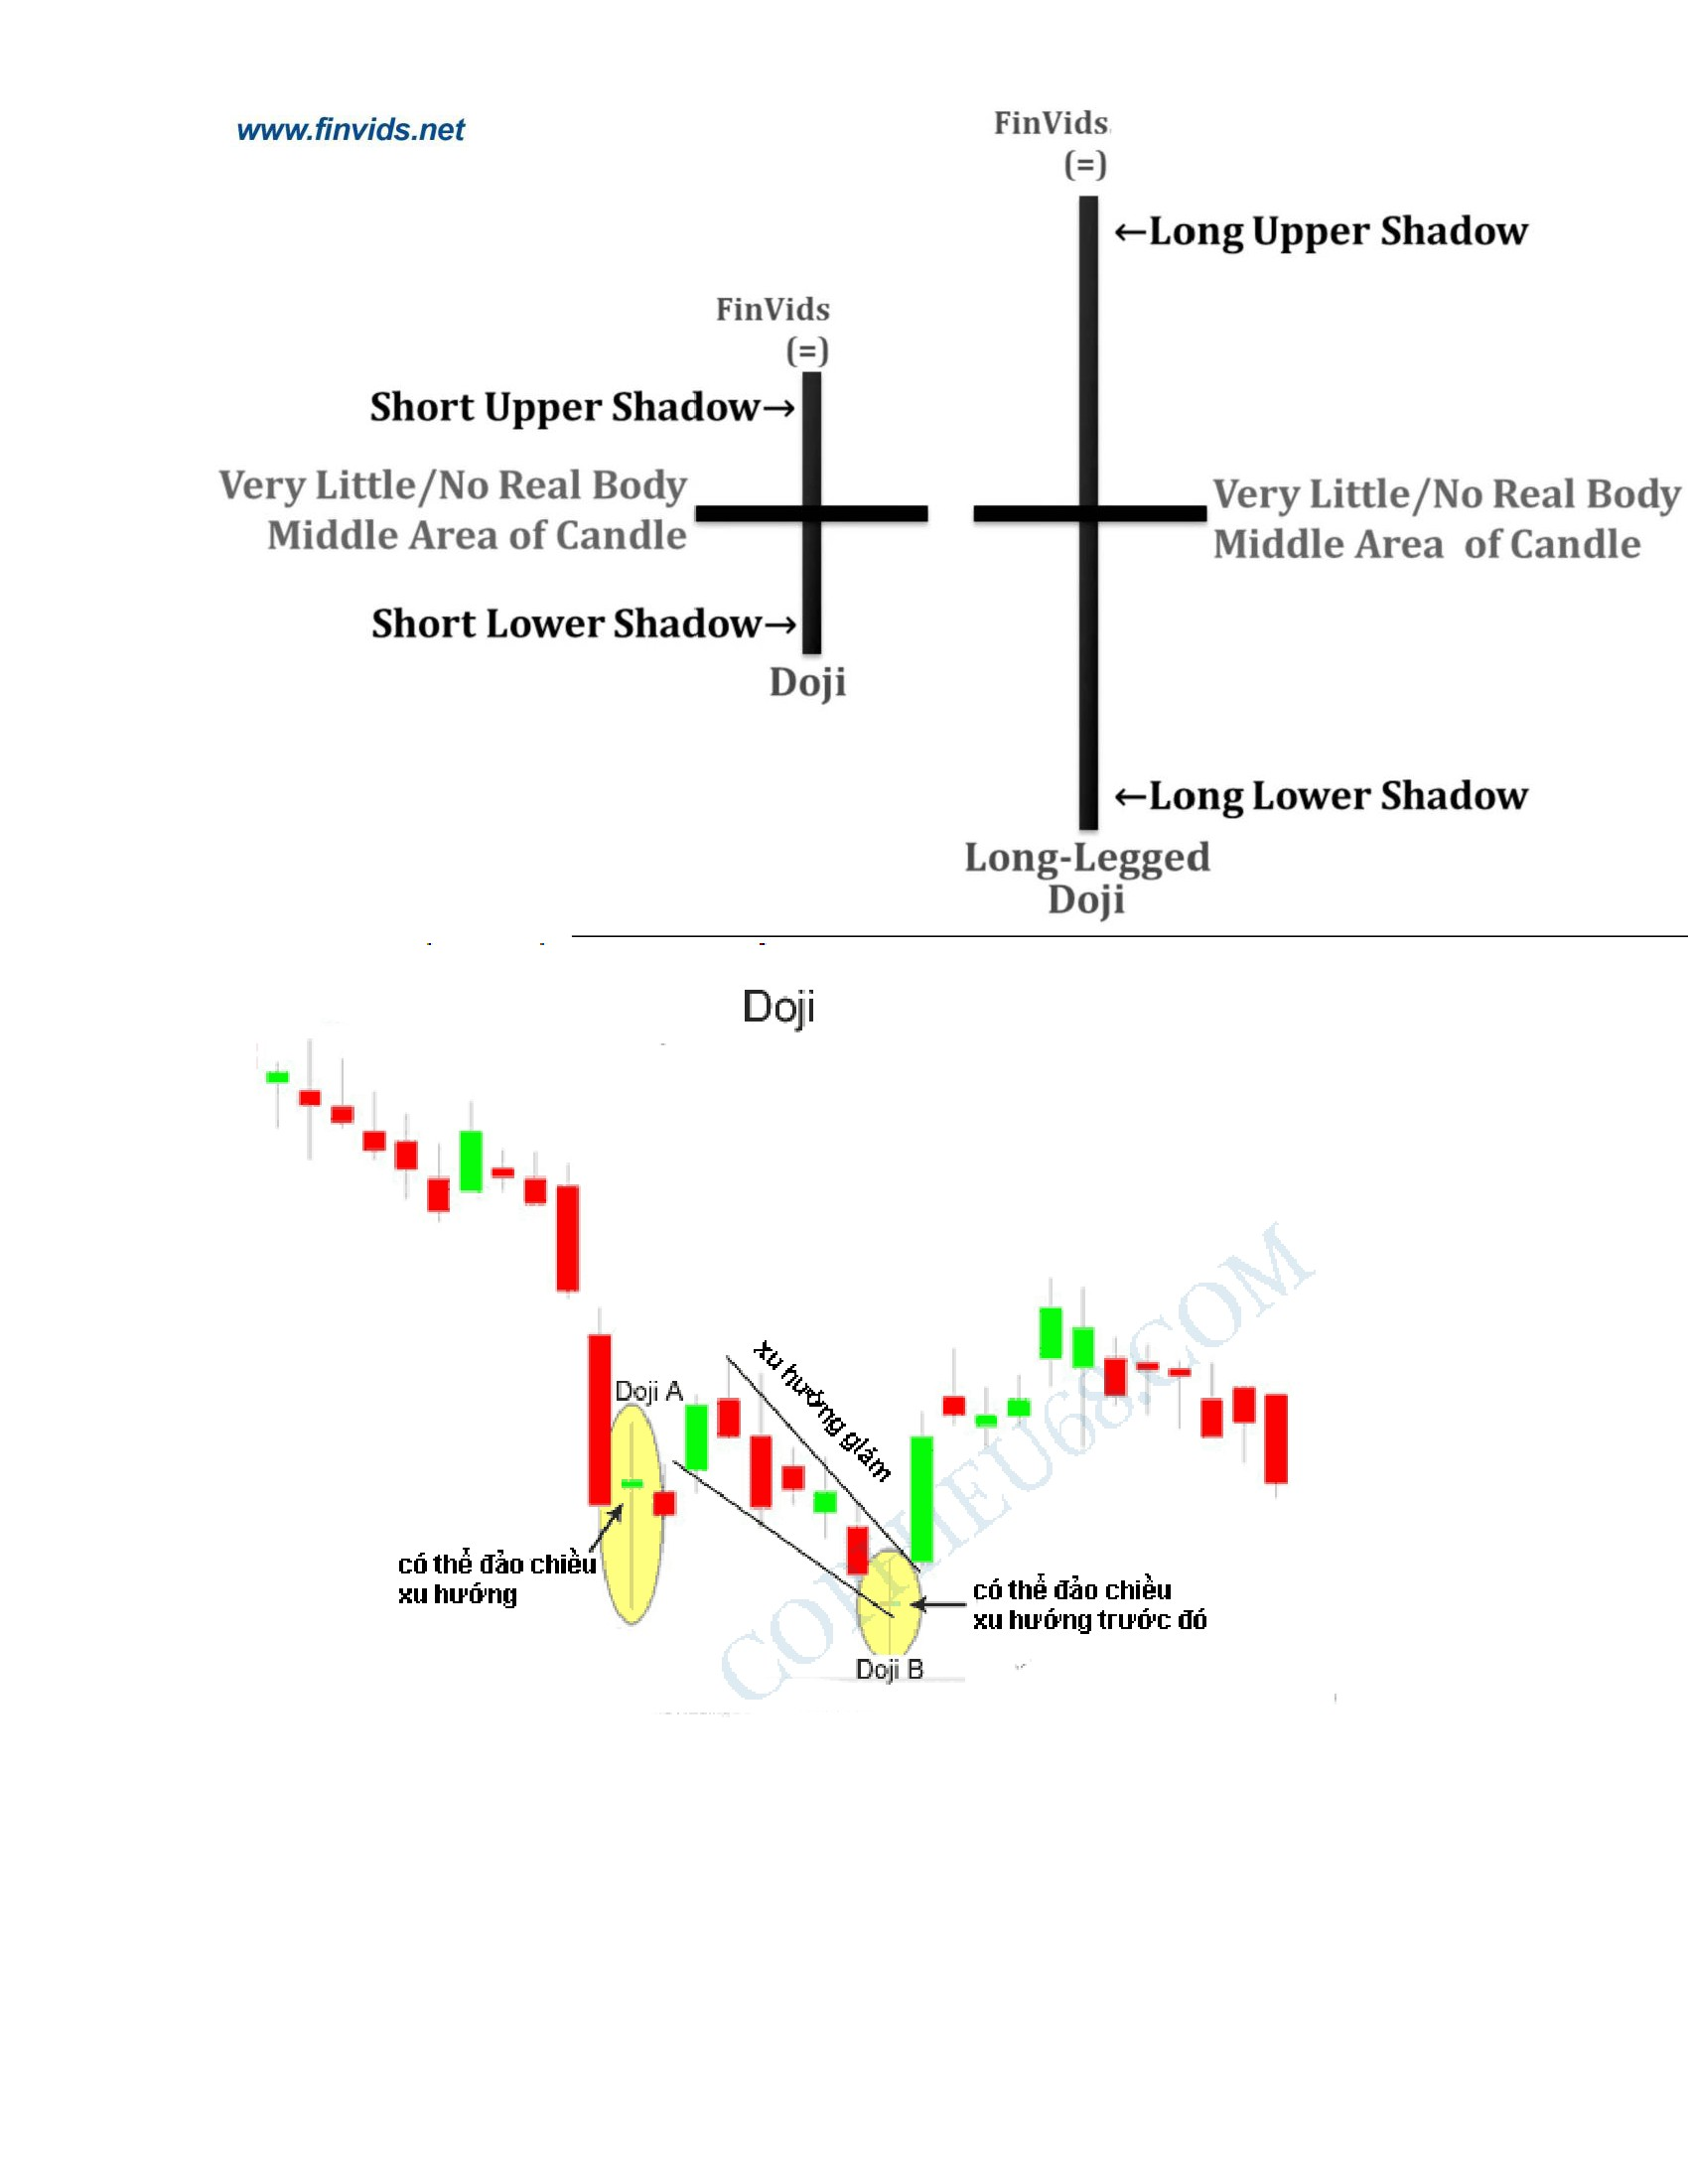 www.finvids.net
FinVids
(=)
←Long Upper Shadow
FinVids
(=)
Short Upper Shadow→
Very Little/No Real Body
Middle Area of Candle
Very Little/No Real Body
Middle Area of Candle
Short Lower Shadow→
Doji
←Long Lower Shadow
Long-Legged
Doji
Doji
xu hướng giảm
Doji A
có thể đảo chiều
xu hướng
có thể đảo chiều
xu hướng trước đó
Doji B
COPHIEU68.COM